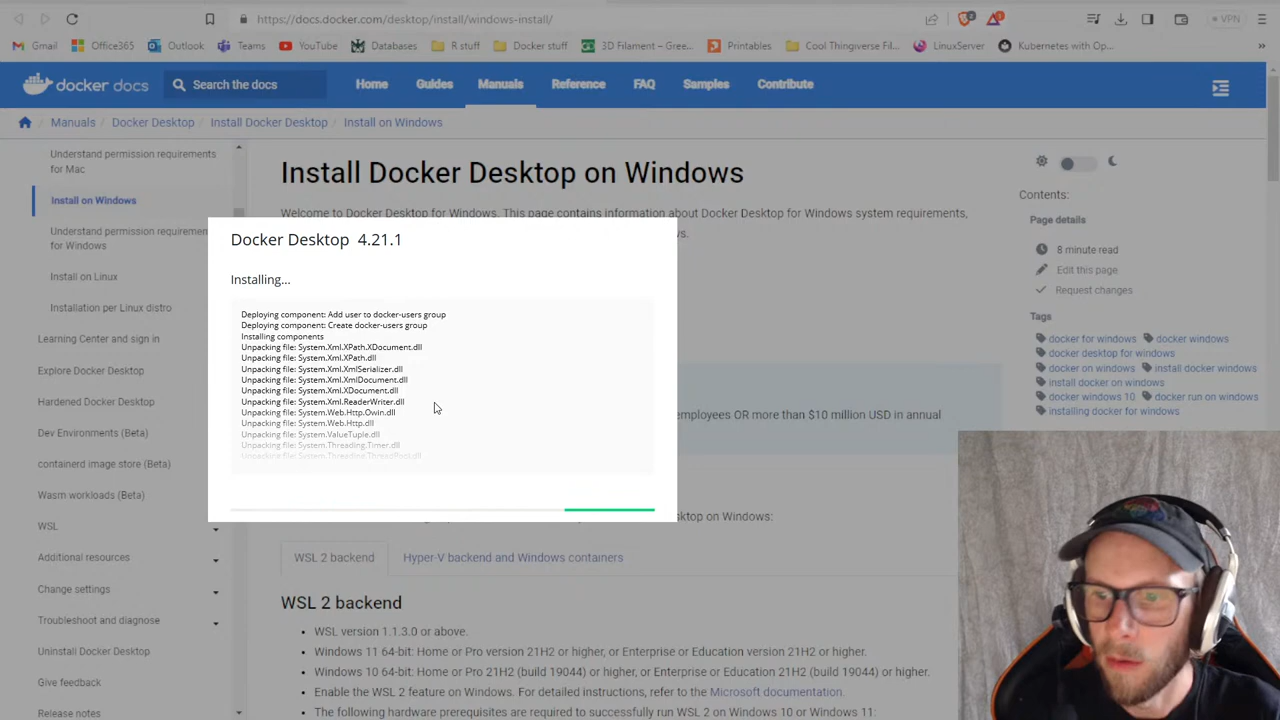 https://docs.docker.com/desktop/install/windows-install/
VPN
Gmail
Office365
Outlook
Teams
YouTube
Databases
R stuff
Docker stuff
3D Filament – Gree...
Printables
Cool Thingiverse Fil...
LinuxServer
Kubernetes with Op...
»
docker docs
Search the docs
Home
Guides
Manuals
Reference
FAQ
Samples
Contribute
/ Manuals / Docker Desktop / Install Docker Desktop / Install on Windows
Understand permission requirements
for Mac
Install on Windows
Understand permission requiremen
for Windows
Install on Linux
Installation per Linux distro
Learning Center and sign in
Explore Docker Desktop
Hardened Docker Desktop
Dev Environments (Beta)
containerd image store (Beta)
Wasm workloads (Beta)
WSL
Additional resources
Change settings
Troubleshoot and diagnose
Uninstall Docker Desktop
Give feedback
Release notes
Install Docker Desktop on Windows
Welcome to Docker Desktop for Windows. This page contains information about Docker Desktop for Windows system requirements,
Docker Desktop 4.21.1
Installing...
Deploying component: Add user to docker-users group
Deploying component: Create docker-users group
Installing components
Unpacking file: System.Xml.XPath.XDocument.dll
Unpacking file: System.Xml.XPath.dll
Unpacking file: System.Xml.XmlSerializer.dll
Unpacking file: System.Xml.XmlDocument.dll
Unpacking file: System.Xml.XDocument.dll
Unpacking file: System.Xml.ReaderWriter.dll
Unpacking file: System.Web.Http.Owin.dll
Unpacking file: System.Web.Http.dll
Unpacking file: System.ValueTuple.dll
Unpacking file: System.Threading.Timer.dll
Unpacking file: System.Threading.ThreadPool.dll
employees OR more than $10 million USD in annual
desktop on Windows:
WSL 2 backend
Hyper-V backend and Windows containers
WSL 2 backend
• WSL version 1.1.3.0 or above.
• Windows 11 64-bit: Home or Pro version 21H2 or higher, or Enterprise or Education version 21H2 or higher.
• Windows 10 64-bit: Home or Pro 21H2 (build 19044) or higher, or Enterprise or Education 21H2 (build 19044) or higher.
• Enable the WSL 2 feature on Windows. For detailed instructions, refer to the Microsoft documentation.
• The following hardware prerequisites are required to successfully run WSL 2 on Windows 10 or Windows 11:
Contents:
Page details
8 minute read
Edit this page
Request changes
Tags
docker for windows
docker windows
docker desktop for windows
docker on windows
install docker windows
install docker on windows
docker windows 10
docker run on windows
installing docker for windows